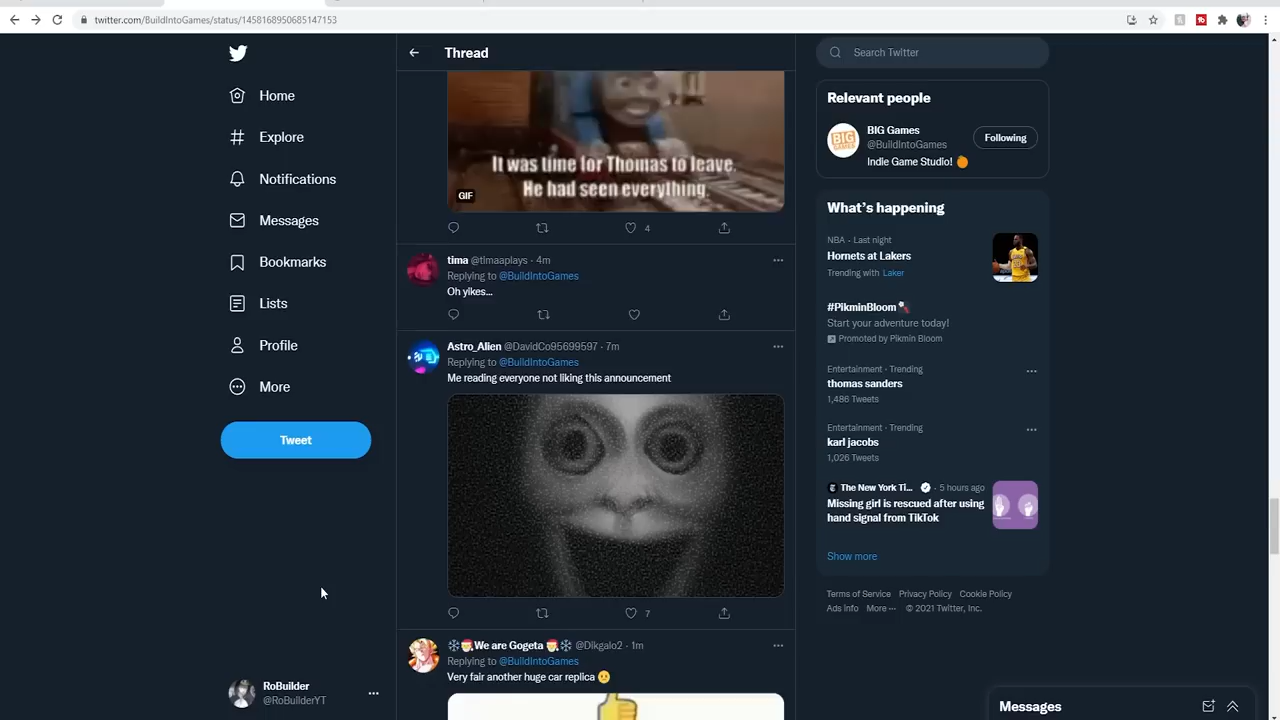 twitter.com/BuildIntoGames/status/1458168950685147153
Home
Explore
Notifications
Messages
Bookmarks
Lists
Profile
More
Tweet
RoBuilder
@RoBuilderYT
Thread
It was time for Thomas to leave.
He had seen everything.
GIF
4
tima @timaaplays · 4m
Replying to @BuildIntoGames
Oh yikes...
Astro_Alien @DavidCo95699597 · 7m
Replying to @BuildIntoGames
Me reading everyone not liking this announcement
7
❄️🎅We are Gogeta 🎅❄️ @Dikgalo2 · 1m
Replying to @BuildIntoGames
Very fair another huge car replica 😕
Search Twitter
Relevant people
BIG GAMES
BIG Games
@BuildIntoGames
Following
Indie Game Studio! 🍊
What's happening
NBA · Last night
Hornets at Lakers
Trending with Laker
#PikminBloom
Start your adventure today!
Promoted by Pikmin Bloom
Entertainment · Trending
thomas sanders
1,486 Tweets
Entertainment · Trending
karl jacobs
1,026 Tweets
The New York Ti... · 5 hours ago
Missing girl is rescued after using
hand signal from TikTok
Show more
Terms of Service Privacy Policy Cookie Policy
Ads info More ··· © 2021 Twitter, Inc.
Messages